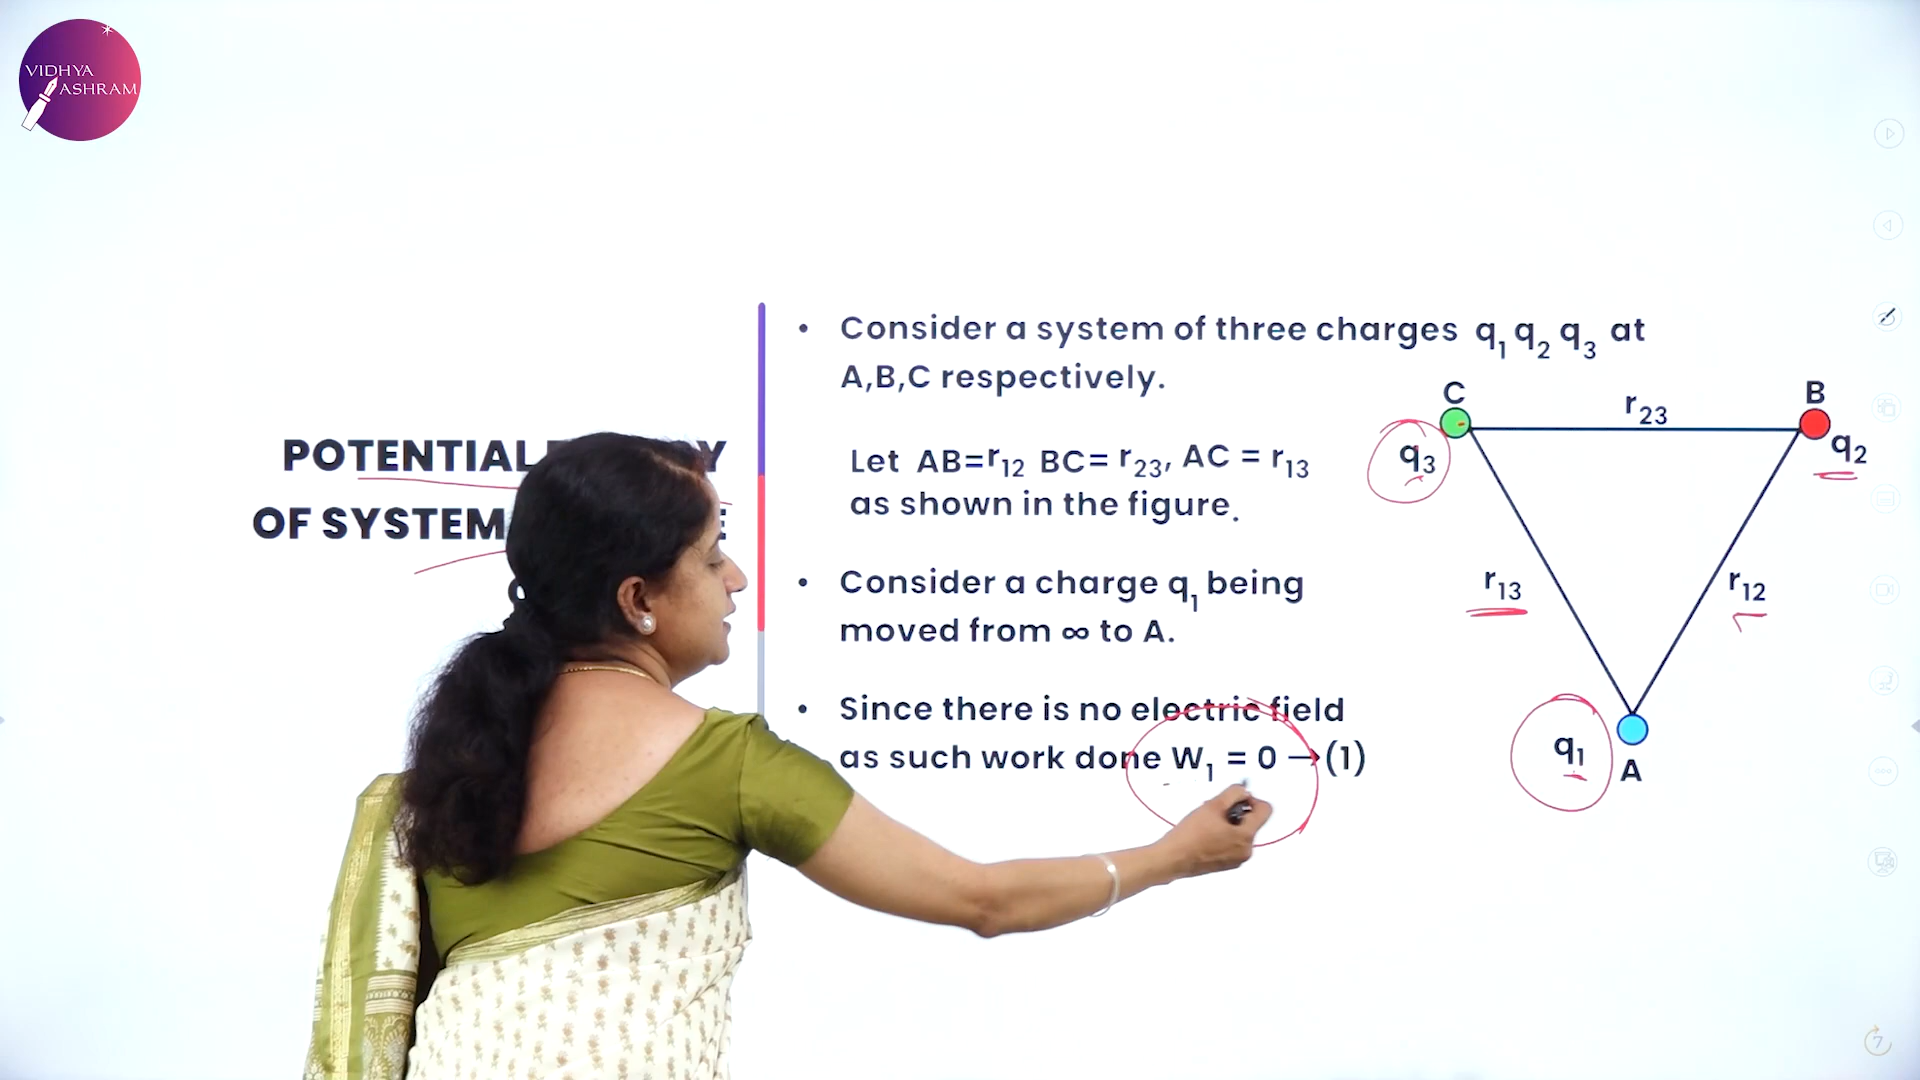 VIDHYA
ASHRAM
POTENTIAL
OF SYSTEM
• Consider a system of three charges q₁ q₂ q₃ at
A,B,C respectively.
Let AB=r₁₂ BC= r₂₃, AC = r₁₃
as shown in the figure.
• Consider a charge q₁ being
moved from ∞ to A.
• Since there is no electric field
as such work done W₁ = 0 →(1)
C
B
r₂₃
q₃
q₂
r₁₃
r₁₂
q₁
A
7